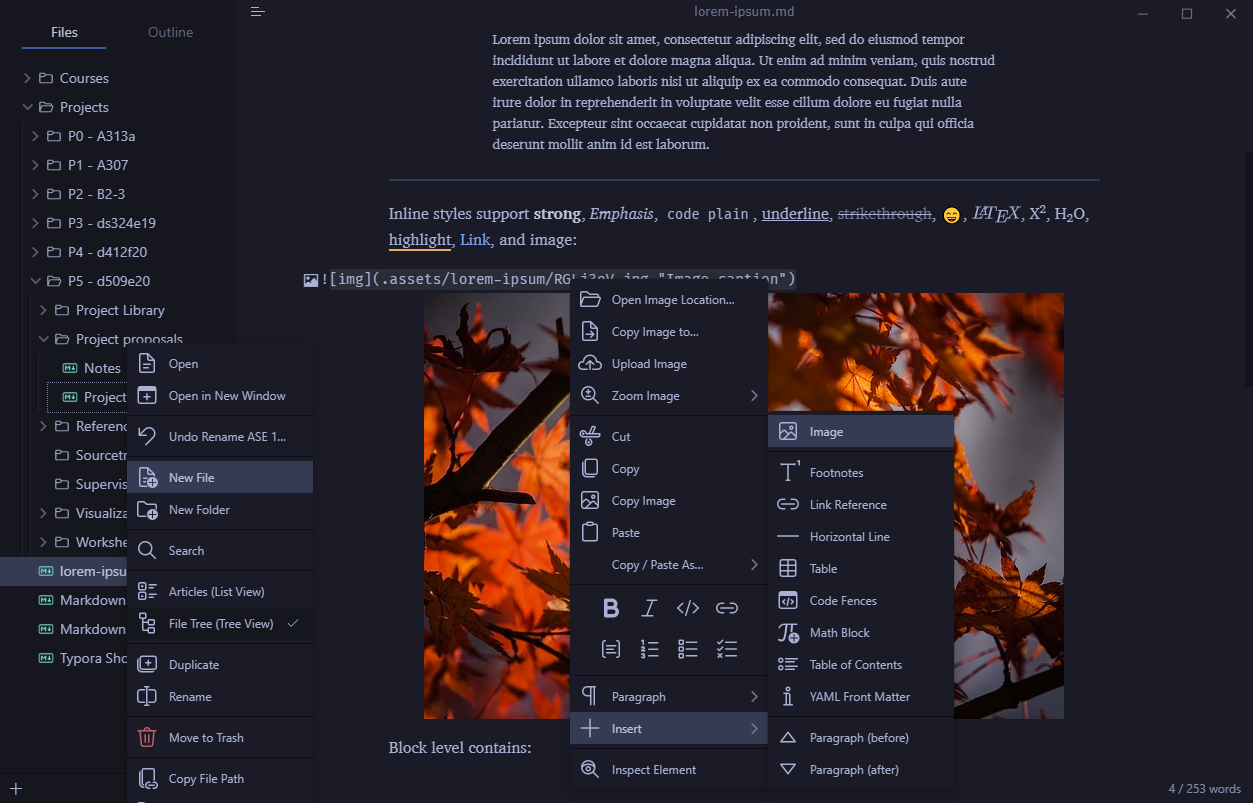 lorem-ipsum.md
Files
Outline
Courses
Projects
P0 - A313a
P1 - A307
P2 - B2-3
P3 - ds324e19
P4 - d412f20
P5 - d509e20
Project Library
Project proposals
Notes
Project
Referenc
Sourcetr
Supervis
Visualiza
Workshe
lorem-ipsu
Markdown
Markdown
Typora Sho
Open
Open in New Window
Undo Rename ASE 1...
New File
New Folder
Search
Articles (List View)
File Tree (Tree View)
Duplicate
Rename
Move to Trash
Copy File Path
Lorem ipsum dolor sit amet, consectetur adipiscing elit, sed do eiusmod tempor
incididunt ut labore et dolore magna aliqua. Ut enim ad minim veniam, quis nostrud
exercitation ullamco laboris nisi ut aliquip ex ea commodo consequat. Duis aute
irure dolor in reprehenderit in voluptate velit esse cillum dolore eu fugiat nulla
pariatur. Excepteur sint occaecat cupidatat non proident, sunt in culpa qui officia
deserunt mollit anim id est laborum.
Inline styles support strong, Emphasis, code plain , underline, strikethrough, 😄, LATEX, X², H₂O,
highlight, Link, and image:
![img](.assets/lorem-ipsum/RGLi3oV.jpg "Image caption")
Open Image Location...
Copy Image to...
Upload Image
Zoom Image
Cut
Copy
Copy Image
Paste
Copy / Paste As...
Paragraph
Insert
Inspect Element
Image
Footnotes
Link Reference
Horizontal Line
Table
Code Fences
Math Block
Table of Contents
YAML Front Matter
Paragraph (before)
Paragraph (after)
Block level contains:
4 / 253 words